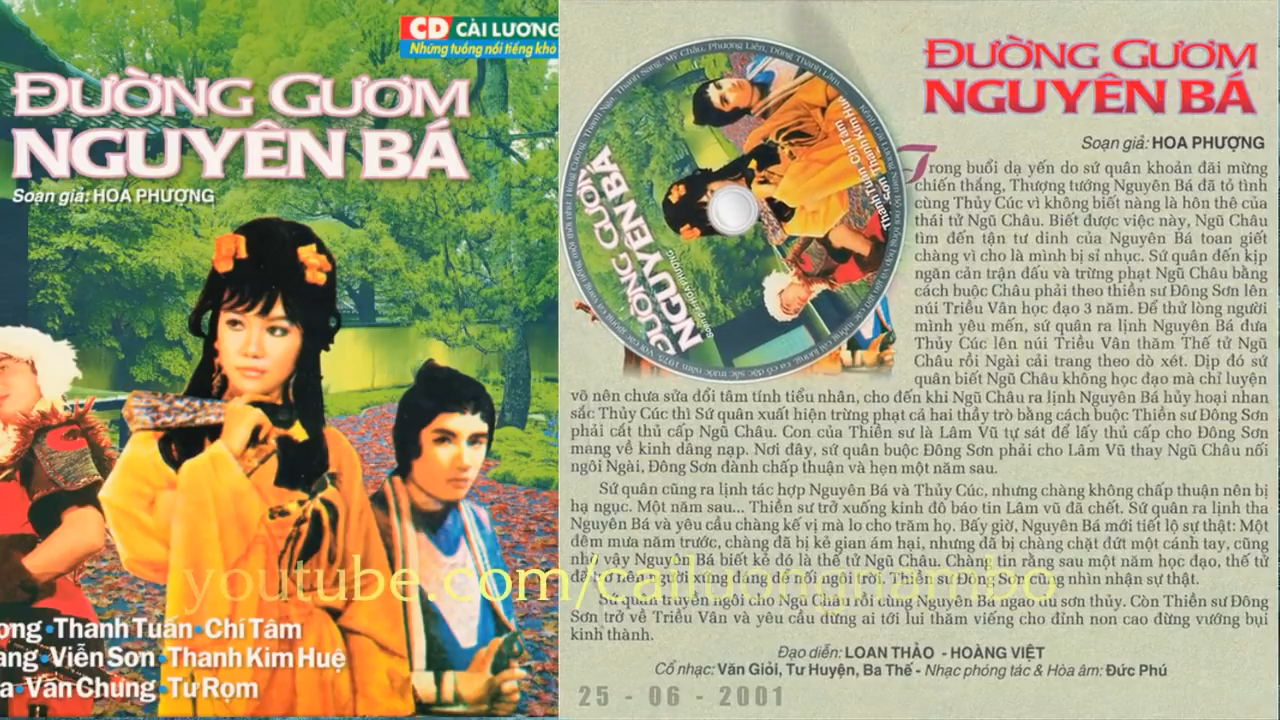 CD CẢI LƯƠNG
Những tuồng nổi tiếng khó
ĐƯỜNG GƯƠM
NGUYÊN BÁ
Soạn giả: HOA PHƯỢNG
ong • Thanh Tuấn • Chí Tâm
ang • Viễn Sơn • Thanh Kim Huệ
a • Văn Chung • Tư Rọm
ĐƯỜNG GƯƠM
NGUYÊN BÁ
Soạn giả: HOA PHƯỢNG
ĐƯỜNG GƯƠM
NGUYÊN BÁ
Soạn giả: HOA PHƯỢNG
Trong buổi dạ yến do sứ quân khoản đãi mừng
chiến thắng, Thượng tướng Nguyên Bá đã tỏ tình
cùng Thủy Cúc vì không biết nàng là hôn thê của
thái tử Ngũ Châu. Biết được việc này, Ngũ Châu
tìm đến tận tư dinh của Nguyên Bá toan giết
chàng vì cho là mình bị sỉ nhục. Sứ quân đến kịp
ngăn cản trận đấu và trừng phạt Ngũ Châu bằng
cách buộc Châu phải theo thiền sư Đông Sơn lên
núi Triều Vân học đạo 3 năm. Để thử lòng người
mình yêu mến, sứ quân ra lịnh Nguyên Bá đưa
Thủy Cúc lên núi Triều Vân thăm Thế tử Ngũ
Châu rồi Ngài cải trang theo dò xét. Dịp đó sứ
quân biết Ngũ Châu không học đạo mà chỉ luyện
võ nên chưa sửa đổi tâm tính tiểu nhân, cho đến khi Ngũ Châu ra lịnh Nguyên Bá hủy hoại nhan
sắc Thủy Cúc thì Sứ quân xuất hiện trừng phạt cả hai thầy trò bằng cách buộc Thiền sư Đông Sơn
phải cắt thủ cấp Ngũ Châu. Con của Thiền sư là Lâm Vũ tự sát để lấy thủ cấp cho Đông Sơn
mang về kinh dâng nạp. Nơi đây, sứ quân buộc Đông Sơn phải cho Lâm Vũ thay Ngũ Châu nối
ngôi Ngài, Đông Sơn đành chấp thuận và hẹn một năm sau.
Sứ quân cũng ra lịnh tác hợp Nguyên Bá và Thủy Cúc, nhưng chàng không chấp thuận nên bị
hạ ngục. Một năm sau... Thiền sư trở xuống kinh đô báo tin Lâm vũ đã chết. Sứ quân ra lịnh tha
Nguyên Bá và yêu cầu chàng kế vị mà lo cho trăm họ. Bấy giờ, Nguyên Bá mới tiết lộ sự thật: Một
đêm mưa năm trước, chàng đã bị kẻ gian ám hại, nhưng đã bị chàng chặt đứt một cánh tay, cũng
nhờ vậy Nguyên Bá biết kẻ đó là thế tử Ngũ Châu. Chàng tin rằng sau một năm học đạo, thế tử
đã là con người xứng đáng để nối ngôi trời. Thiền sư Đông Sơn cũng nhìn nhận sự thật.
Sứ quân truyền ngôi cho Ngũ Châu rồi cùng Nguyên Bá ngao du sơn thủy. Còn Thiền sư Đông
Sơn trở về Triều Vân và yêu cầu đừng ai tới lui thăm viếng cho đỉnh non cao đừng vướng bụi
kinh thành.
Đạo diễn: LOAN THẢO - HOÀNG VIỆT
Cổ nhạc: Văn Giỏi, Tư Huyện, Ba Thế - Nhạc phóng tác & Hòa âm: Đức Phú
youtube.com/cailuongnambo
25 - 06 - 2001